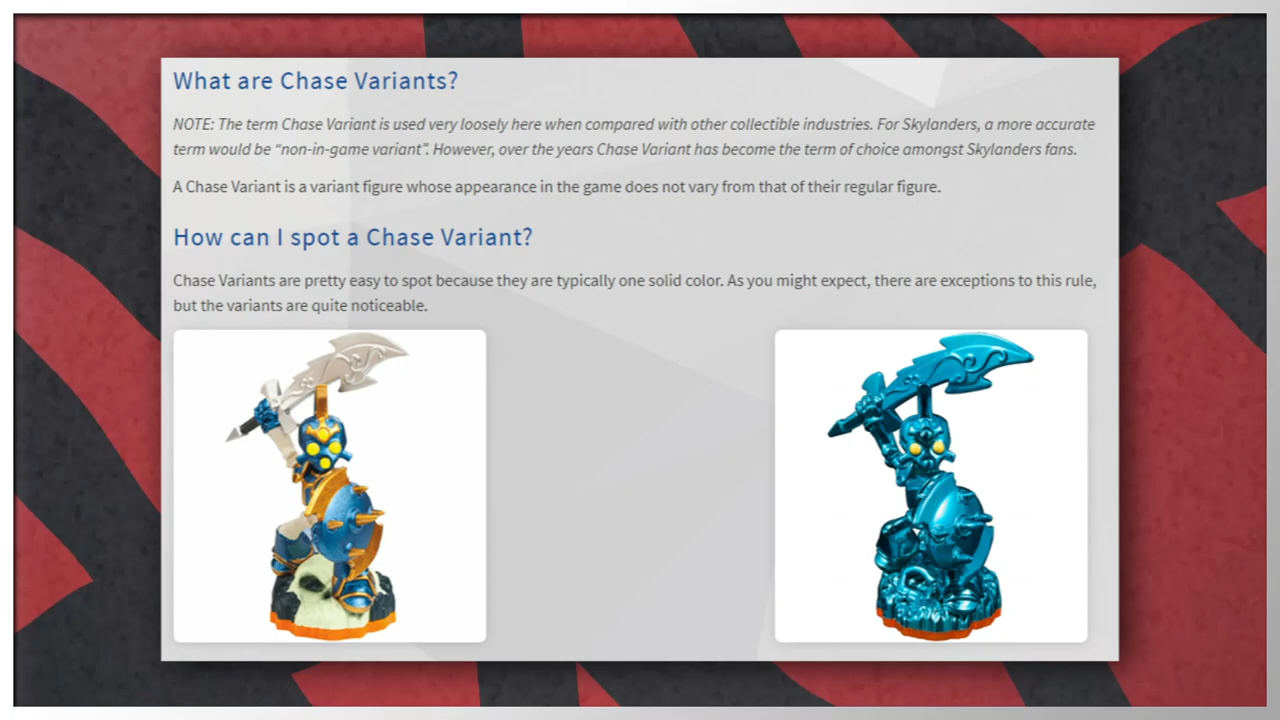 What are Chase Variants?
NOTE: The term Chase Variant is used very loosely here when compared with other collectible industries. For Skylanders, a more accurate
term would be “non-in-game variant”. However, over the years Chase Variant has become the term of choice amongst Skylanders fans.
A Chase Variant is a variant figure whose appearance in the game does not vary from that of their regular figure.
How can I spot a Chase Variant?
Chase Variants are pretty easy to spot because they are typically one solid color. As you might expect, there are exceptions to this rule,
but the variants are quite noticeable.